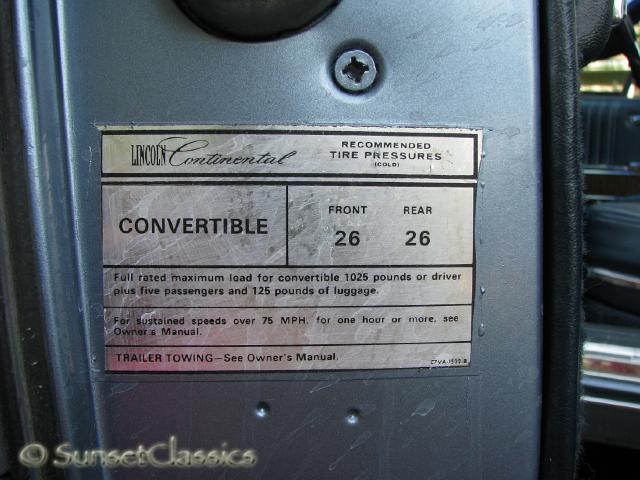 LINCOLN Continental
RECOMMENDED
TIRE PRESSURES
(COLD)
CONVERTIBLE
FRONT REAR
26 26
Full rated maximum load for convertible 1025 pounds or driver
plus five passengers and 125 pounds of luggage.
For sustained speeds over 75 MPH, for one hour or more, see
Owner's Manual.
TRAILER TOWING—See Owner's Manual.
© SunsetClassics